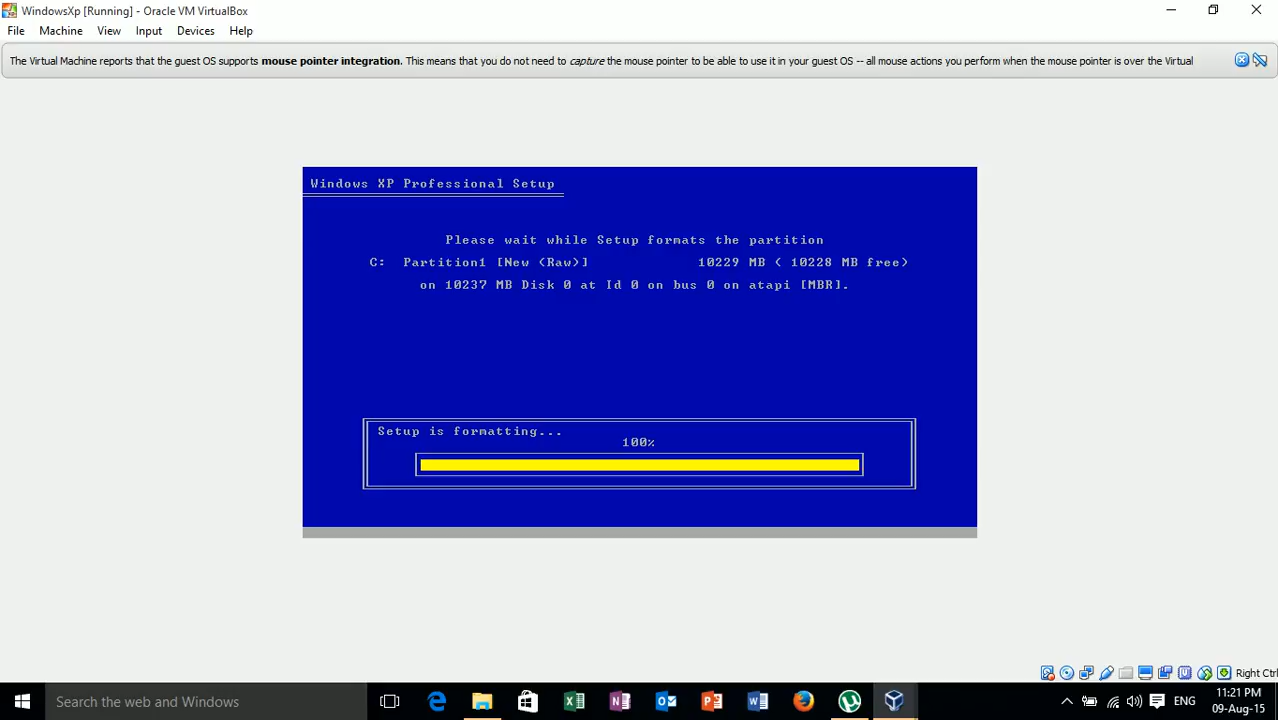 WindowsXp [Running] - Oracle VM VirtualBox
File Machine View Input Devices Help
The Virtual Machine reports that the guest OS supports mouse pointer integration. This means that you do not need to capture the mouse pointer to be able to use it in your guest OS -- all mouse actions you perform when the mouse pointer is over the Virtual
Windows XP Professional Setup
Please wait while Setup formats the partition
C: Partition1 [New (Raw)] 10229 MB ( 10228 MB free)
on 10237 MB Disk 0 at Id 0 on bus 0 on atapi [MBR].
Setup is formatting...
100%
Right Ctrl
Search the web and Windows
ENG
11:21 PM
09-Aug-15